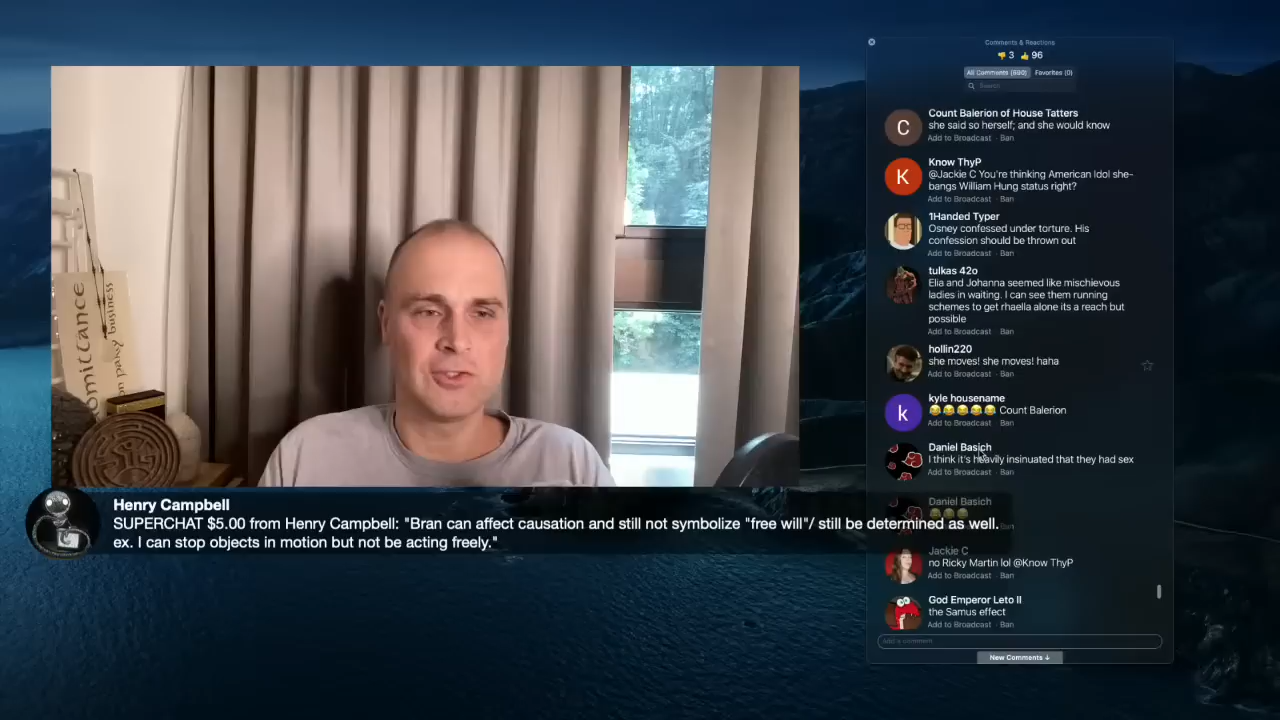 Comments & Reactions
👎 3 👍 96
All Comments (680) Favorites (0)
Search
C
Count Balerion of House Tatters
she said so herself; and she would know
Add to Broadcast · Ban
K
Know ThyP
@Jackie C You're thinking American Idol she-
bangs William Hung status right?
Add to Broadcast · Ban
1Handed Typer
Osney confessed under torture. His
confession should be thrown out
Add to Broadcast · Ban
tulkas 42o
Elia and Johanna seemed like mischievous
ladies in waiting. I can see them running
schemes to get rhaella alone its a reach but
possible
Add to Broadcast · Ban
hollin220
she moves! she moves! haha
Add to Broadcast · Ban
k
kyle housename
😂😂😂😂😂 Count Balerion
Add to Broadcast · Ban
Daniel Basich
I think it's heavily insinuated that they had sex
Add to Broadcast · Ban
Daniel Basich
😂😂😂
Jackie C
no Ricky Martin lol @Know ThyP
Add to Broadcast · Ban
God Emperor Leto II
the Samus effect
Add to Broadcast · Ban
Add a comment
New Comments ↓
omittance
on paný business
Henry Campbell
SUPERCHAT $5.00 from Henry Campbell: "Bran can affect causation and still not symbolize "free will"/ still be determined as well.
ex. I can stop objects in motion but not be acting freely."